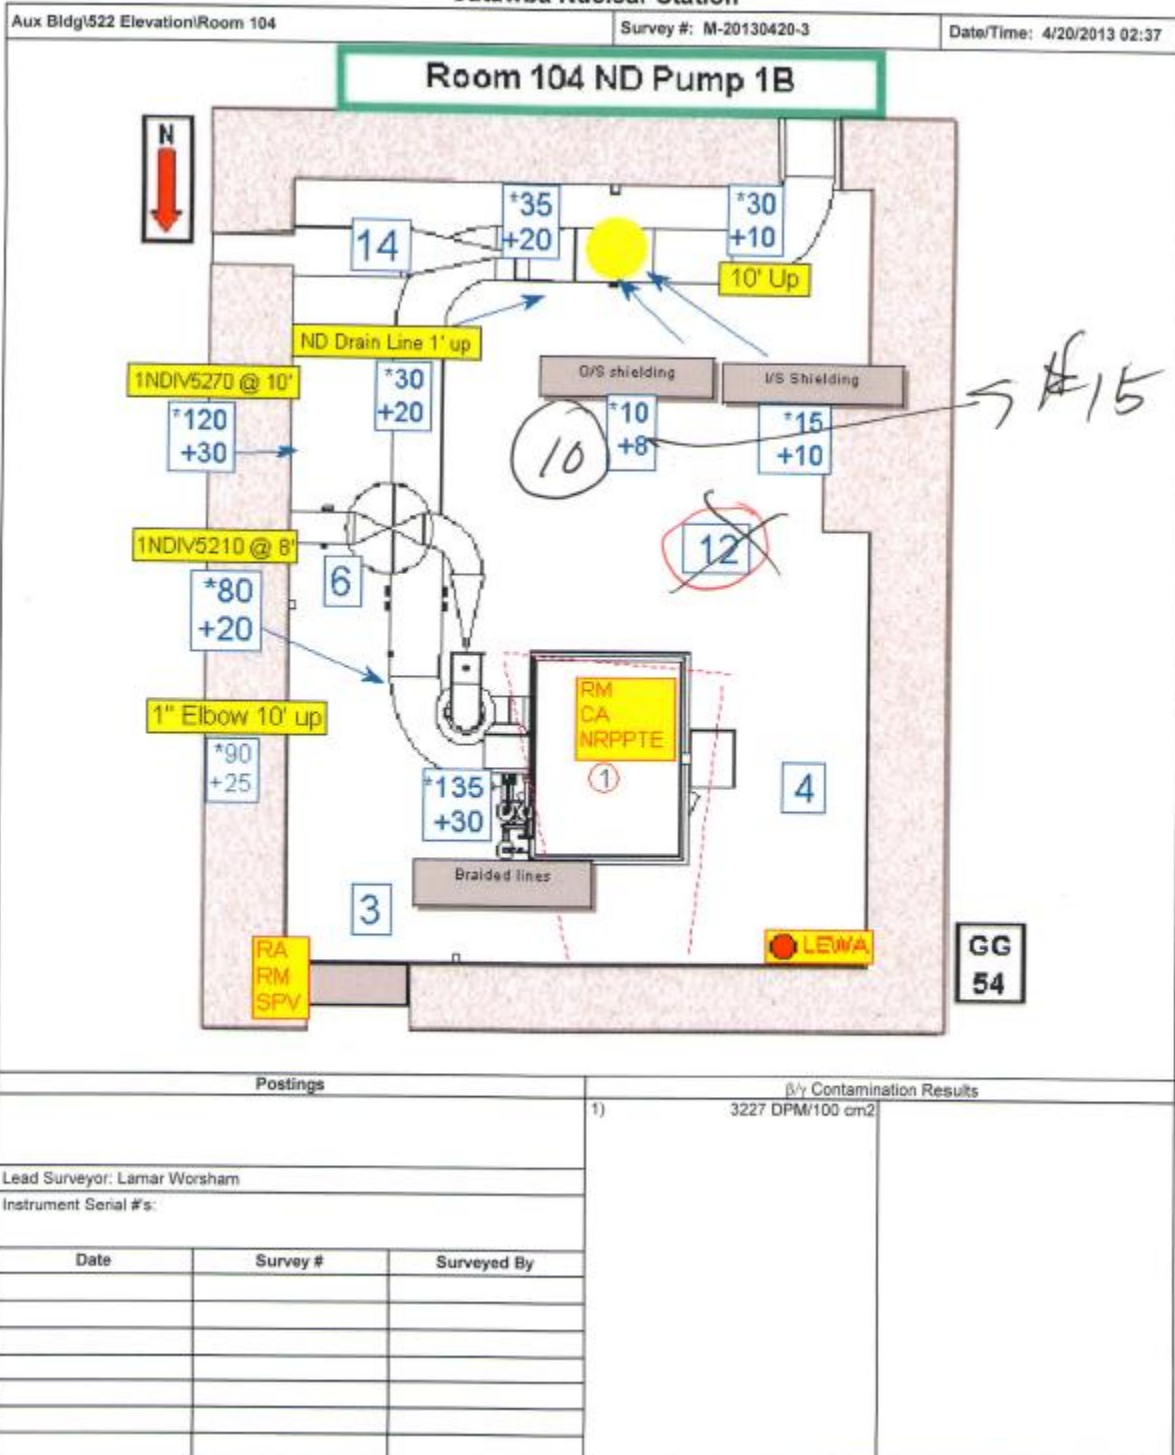 Catawba Nuclear Station
Aux Bldg\522 Elevation\Room 104
Survey #: M-20130420-3
Date/Time: 4/20/2013 02:37
Room 104 ND Pump 1B
N
*35
+20
*30
+10
14
10' Up
ND Drain Line 1' up
O/S shielding
I/S Shielding
1NDIV5270 @ 10'
*30
+20
*120
+30
*10
+8
*15
+10
10
15
12
1NDIV5210 @ 8'
6
*80
+20
RM
CA
NRPPTE
1
1" Elbow 10' up
*90
+25
*135
+30
4
Braided lines
3
RA
RM
SPV
LEWA
GG
54
Postings
β/γ Contamination Results
1) 3227 DPM/100 cm2
Lead Surveyor: Lamar Worsham
Instrument Serial #'s:
Date Survey # Surveyed By